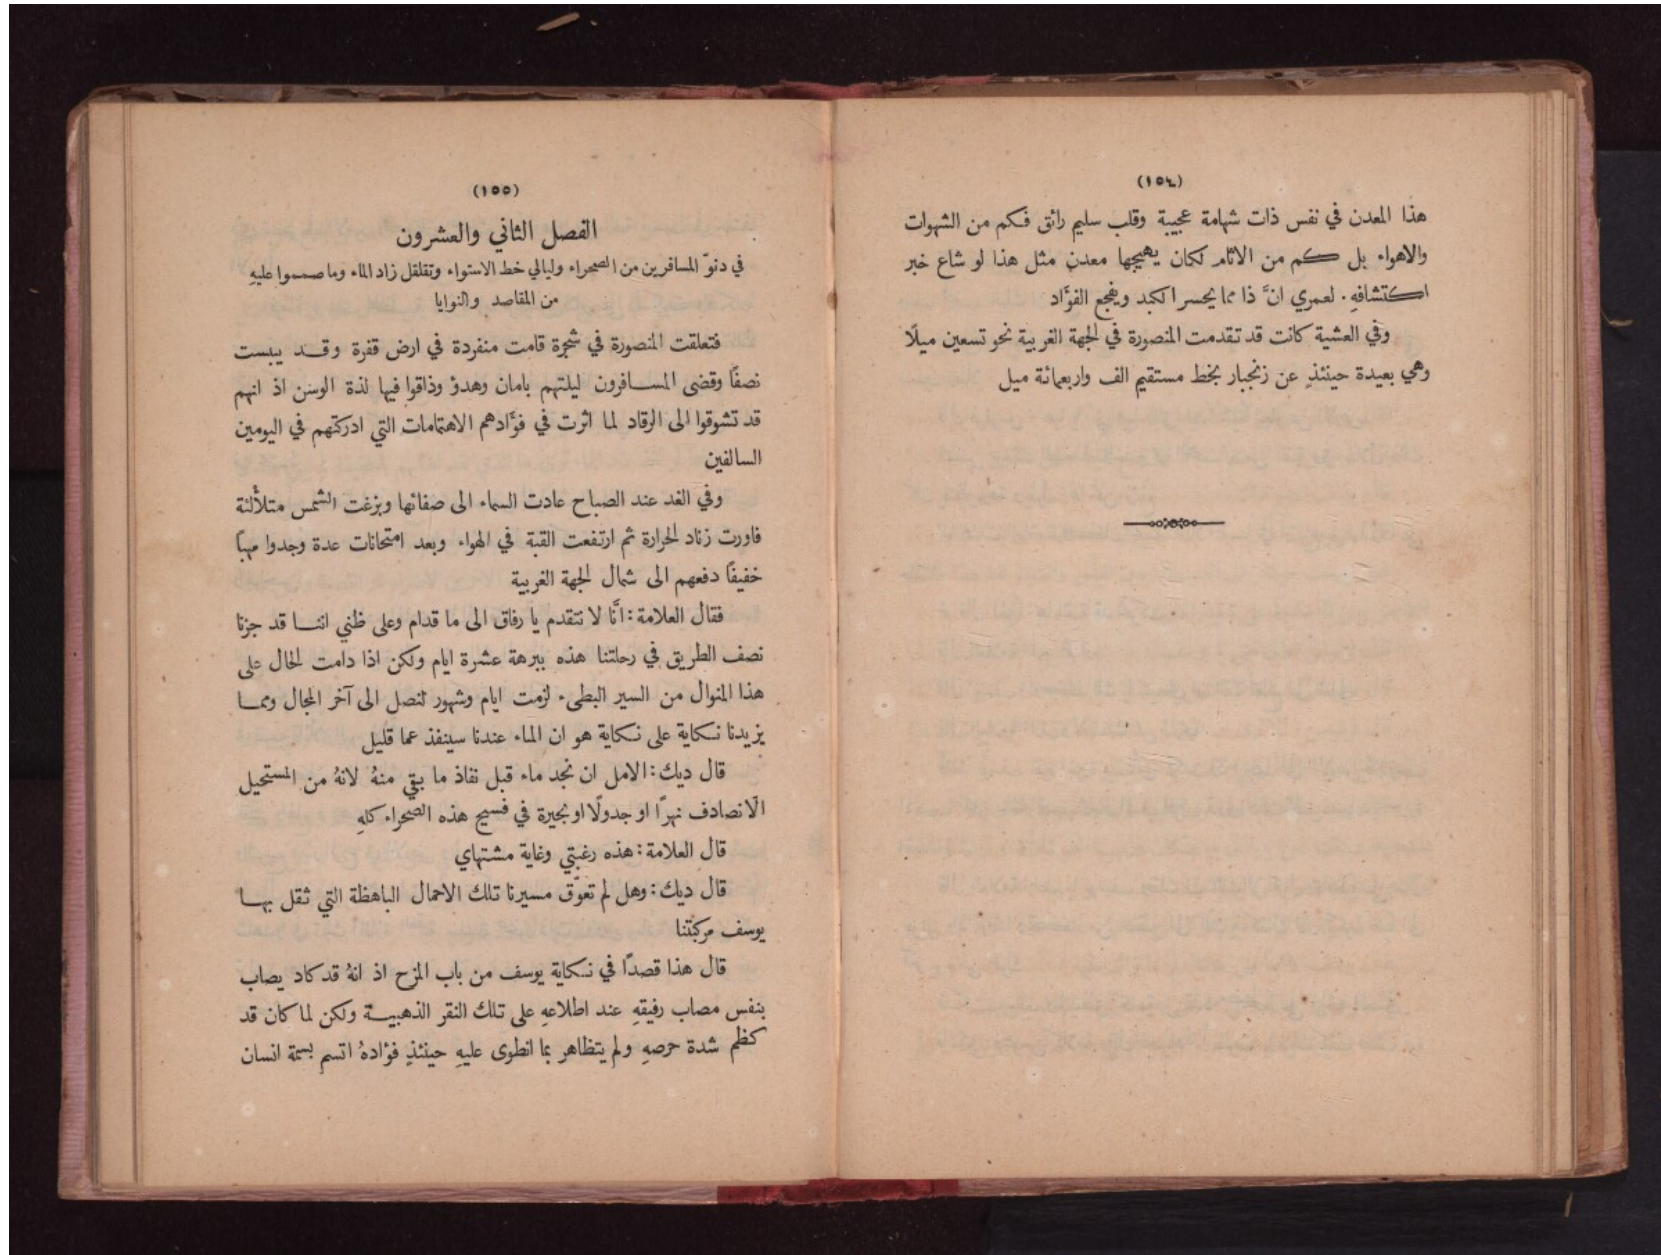 (١٥٤)
هذا المعدن في نفس ذات شهامة عجيبة وقلب سليم رائق فكم من الشهوات
والاهواء بل كم من الاثام لكان يهيجها معدن مثل هذا لو شاع خبر
اكتشافهِ. لعمري انَّ ذا مما يحسر الكبد ويفجع الفؤَاد
وفي العشية كانت قد تقدمت المنصورة في الجهة الغربية نحو تسعين ميلًا
وهي بعيدة حينئذٍ عن زنجبار بخط مستقيم الف واربعمائة ميل
(١٥٥)
الفصل الثاني والعشرون
في دنوّ المسافرين من الصحراء وليالي خط الاستواء وتقلقل زاد الماء وما صمموا عليهِ
من المقاصد والنوايا
فتعلقت المنصورة في شجرة قامت منفردة في ارض قفرة وقد يبست
نصفًا وقضى المسافرون ليلتهم بامان وهدؤ وذاقوا فيها لذة الوسن اذ انهم
قد تشوقوا الى الرقاد لما اثرت في فؤَادهم الاهتمامات التي ادركتهم في اليومين
السالفين
وفي الغد عند الصباح عادت السماء الى صفائها وبزغت الشمس متلأْلئة
فاورت زناد الحرارة ثم ارتفعت القبة في الهواء وبعد امتحانات عدة وجدوا مهبًا
خفيفًا دفعهم الى شمال الجهة الغربية
فقال العلامة: انَّا لا نتقدم يا رفاق الى ما قدام وعلى ظني اننا قد جزنا
نصف الطريق في رحلتنا هذه ببرهة عشرة ايام ولكن اذا دامت الحال على
هذا المنوال من السير البطيء لزمت ايام وشهور لنصل الى آخر المجال ومما
يزيدنا نكاية على نكاية هو ان الماء عندنا سينفذ عما قليل
قال ديك: الامل ان نجد ماء قبل نفاذ ما بقي منهُ لانهُ من المستحيل
الّا نصادف نهرًا او جدولًا او بحيرة في فسيح هذه الصحراء كلهِ
قال العلامة: هذه رغبتي وغاية مشتهاي
قال ديك: وهل لم تعوّق مسيرنا تلك الاحمال الباهظة التي ثقل بها
يوسف مركبتنا
قال هذا قصدًا في نكاية يوسف من باب المزح اذ انهُ قد كاد يصاب
بنفس مصاب رفيقهِ عند اطلاعهِ على تلك النقر الذهبية ولكن لما كان قد
كظم شدة حرصهِ ولم يتظاهر بما انطوى عليهِ حينئذٍ فؤَادهُ اتسم بسمة انسان